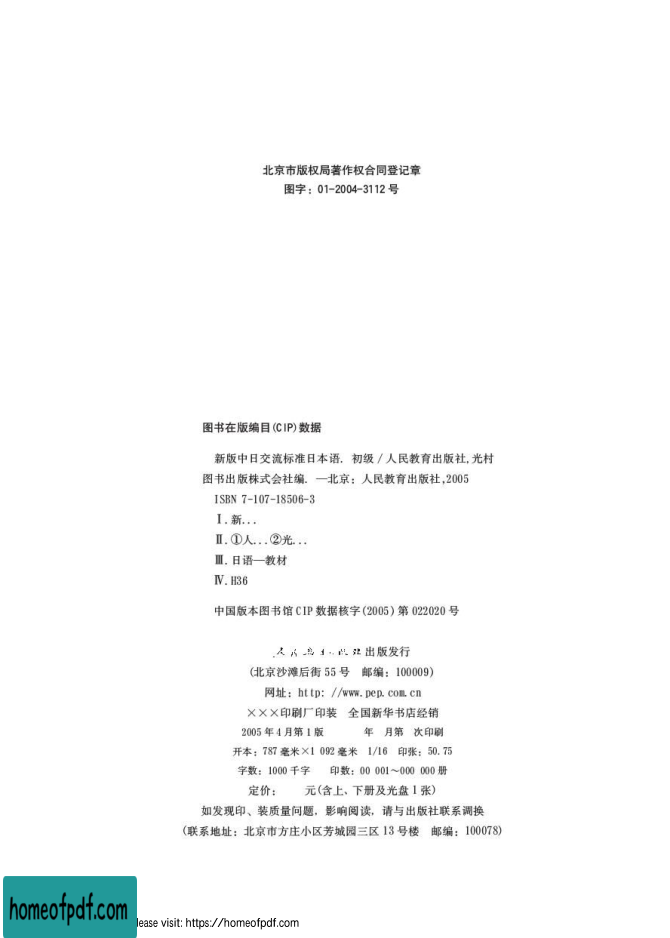 北京市版权局著作权合同登记章
图字：01-2004-3112 号
图书在版编目(CIP)数据
新版中日交流标准日本语. 初级／人民教育出版社,光村
图书出版株式会社编. —北京：人民教育出版社,2005
ISBN 7-107-18506-3
Ⅰ.新...
Ⅱ.①人...②光...
Ⅲ.日语—教材
Ⅳ.H36
中国版本图书馆CIP数据核字(2005)第 022020 号
出版发行
(北京沙滩后街 55 号　邮编：100009)
网址：http: //www.pep.com.cn
×××印刷厂印装　全国新华书店经销
2005 年 4 月第 1 版　　　年　月第　次印刷
开本：787 毫米×1 092 毫米　1/16　印张：50.75
字数：1000 千字　　印数：00 001～000 000 册
定价：　　元(含上、下册及光盘 1 张)
如发现印、装质量问题，影响阅读，请与出版社联系调换
(联系地址：北京市方庄小区芳城园三区 13 号楼　邮编：100078)
homeofpdf.com
lease visit: https://homeofpdf.com